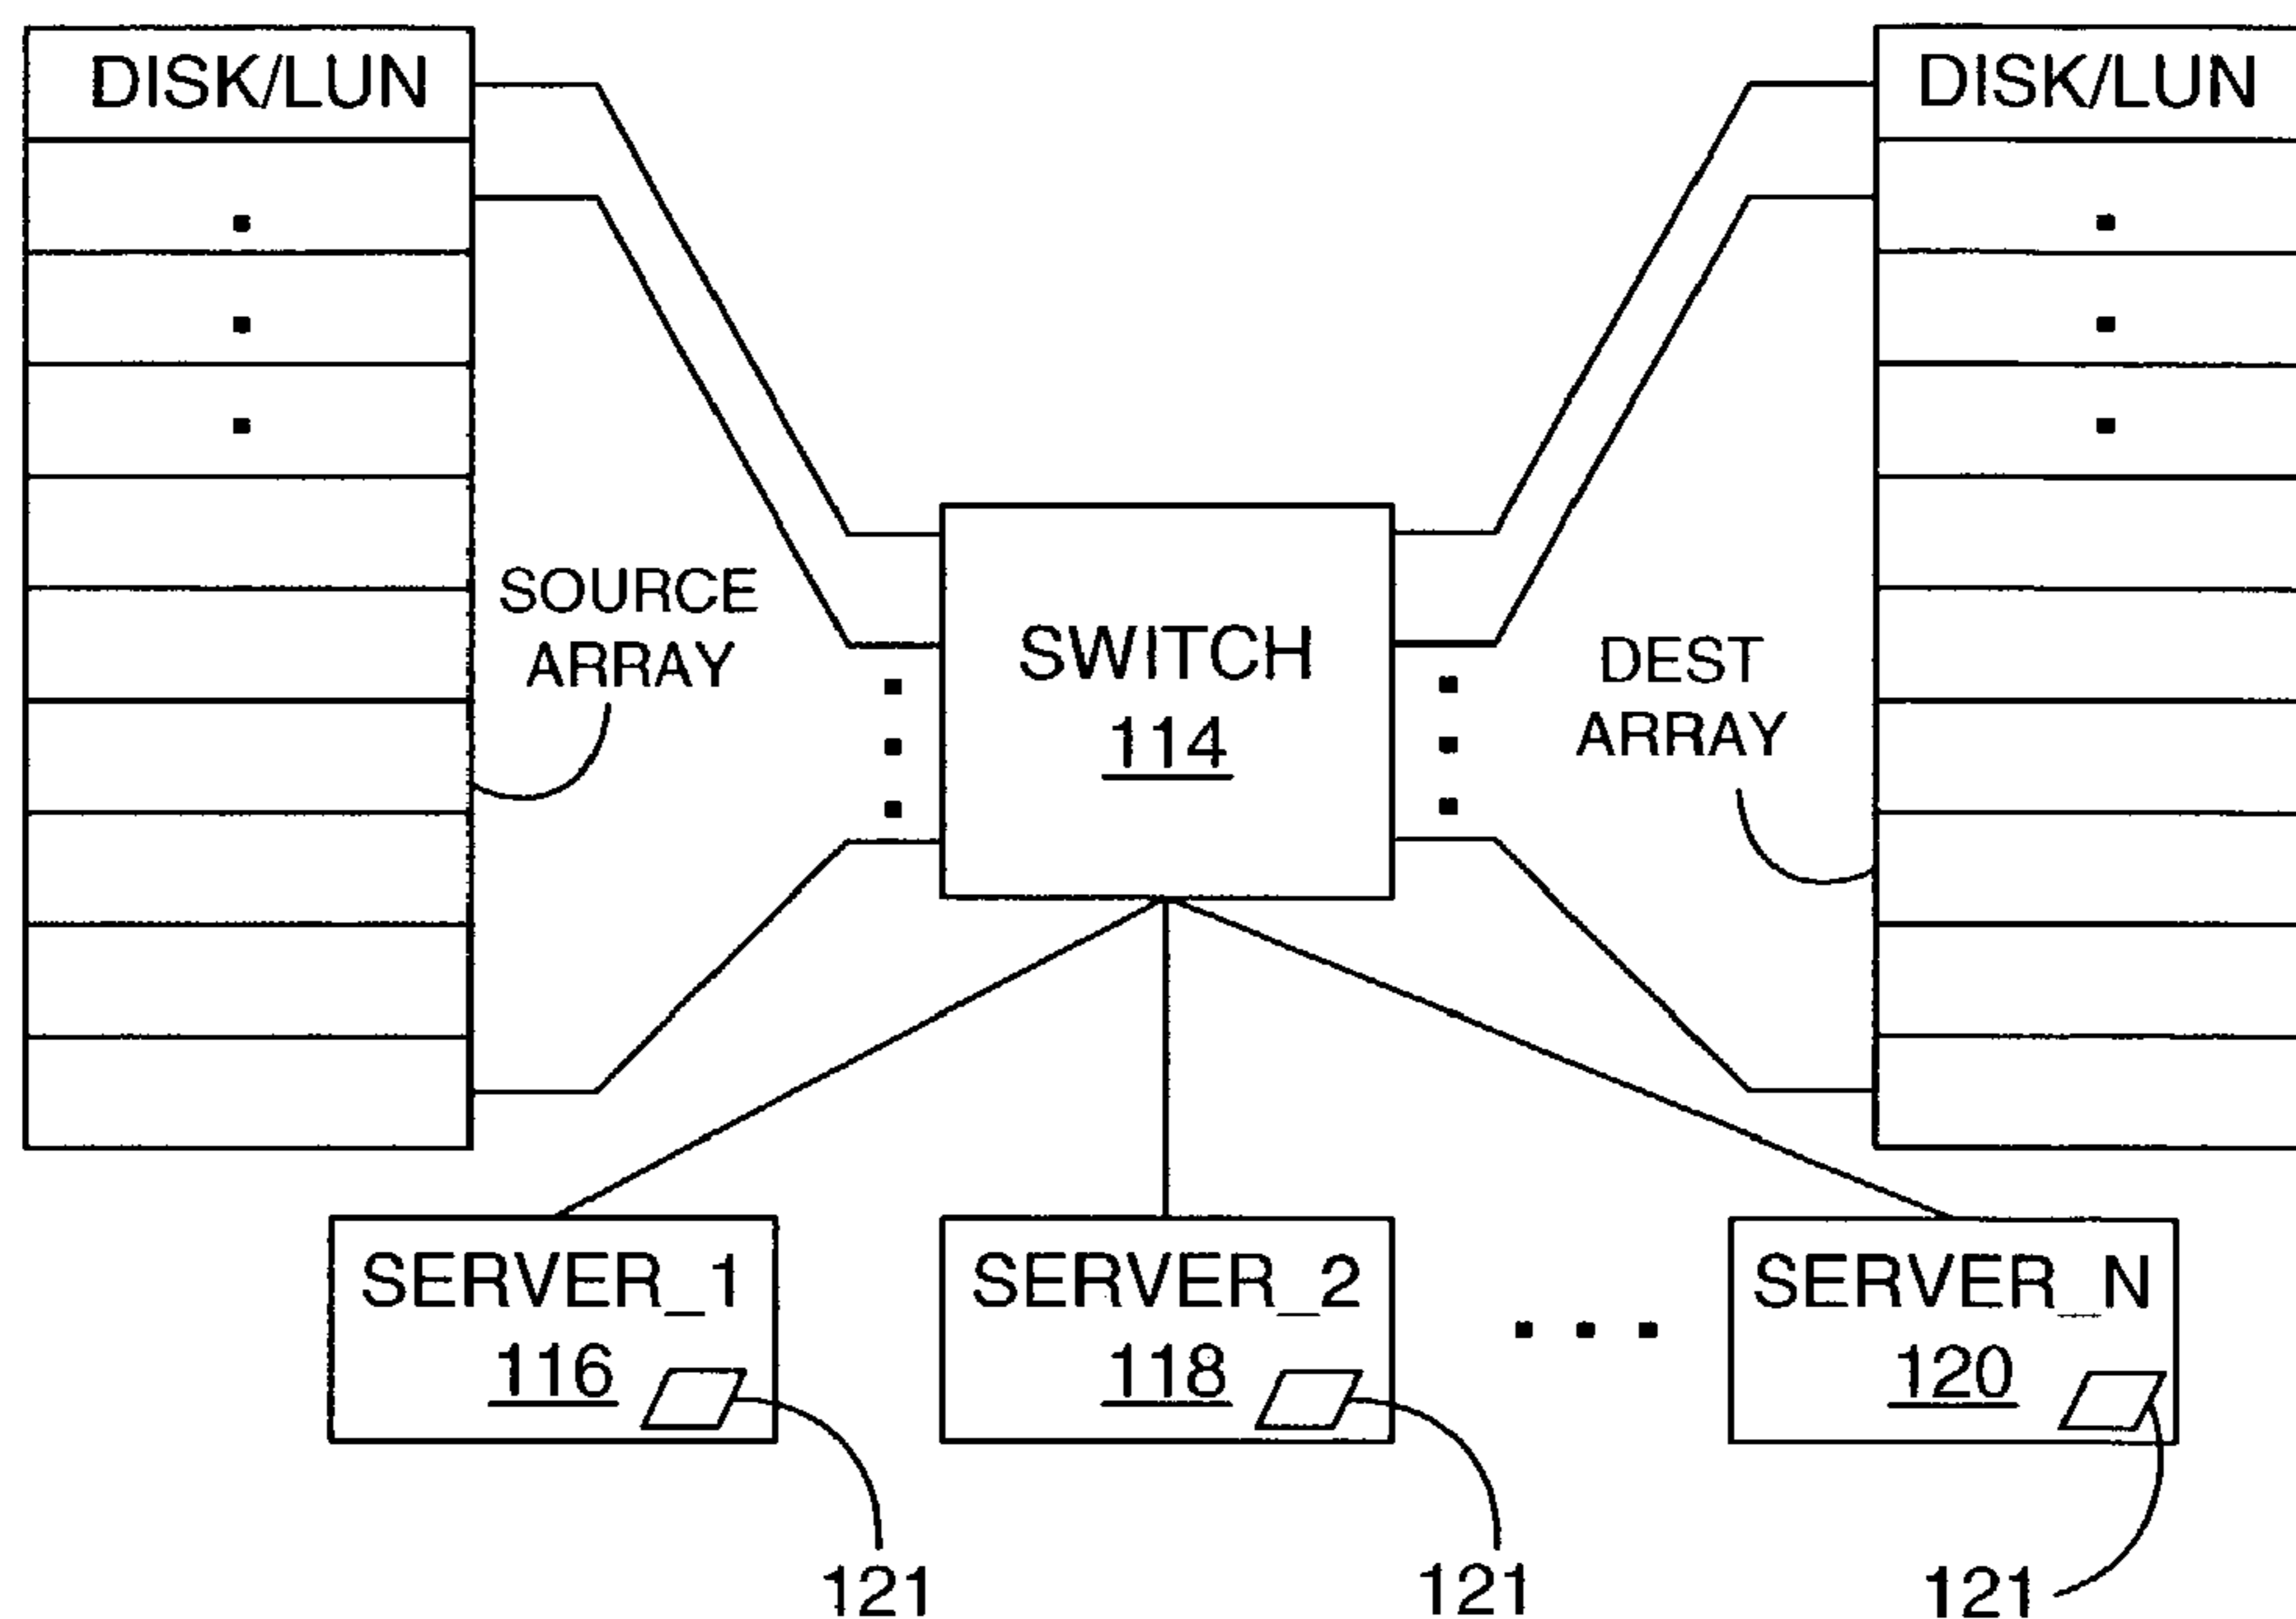 DISK/LUN
DISK/LUN
SOURCE
ARRAY
SWITCH
114
DEST
ARRAY
SERVER_1
116
SERVER_2
118
SERVER_N
120
121
121
121